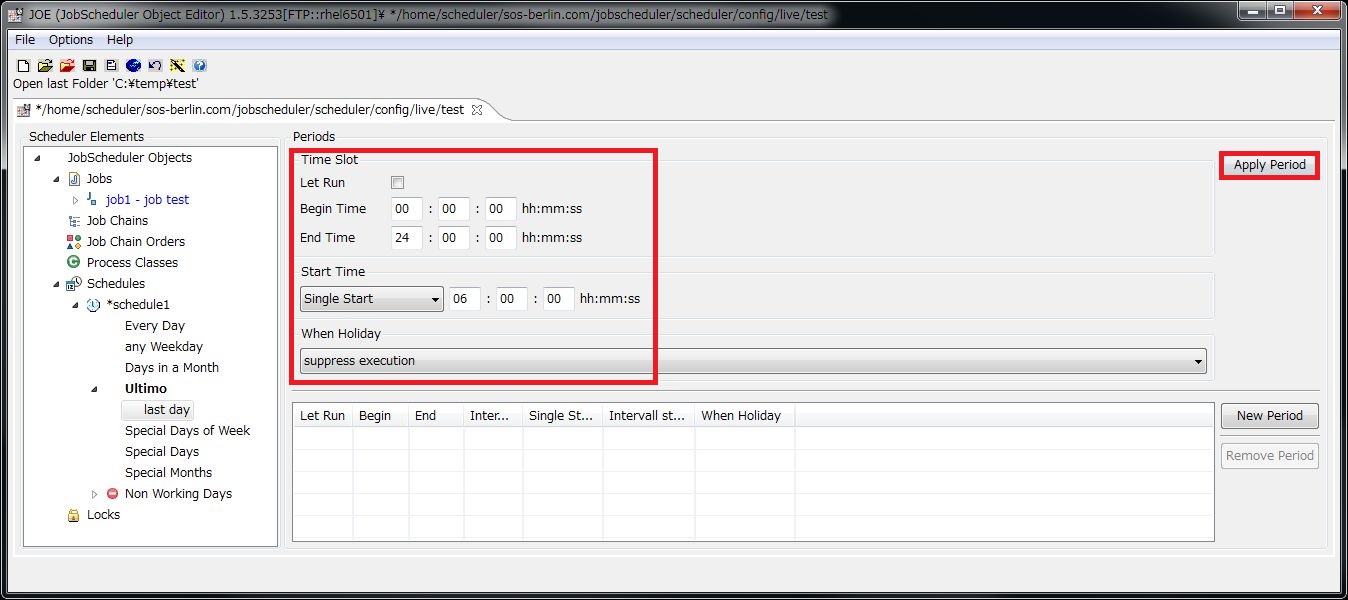 JOE (JobScheduler Object Editor) 1.5.3253[FTP::rhel6501]¥ */home/scheduler/sos-berlin.com/jobscheduler/scheduler/config/live/test
File Options Help
Open last Folder 'C:¥temp¥test'
*/home/scheduler/sos-berlin.com/jobscheduler/scheduler/config/live/test
Scheduler Elements
JobScheduler Objects
Jobs
job1 - job test
Job Chains
Job Chain Orders
Process Classes
Schedules
*schedule1
Every Day
any Weekday
Days in a Month
Ultimo
last day
Special Days of Week
Special Days
Special Months
Non Working Days
Locks
Periods
Time Slot
Let Run
Begin Time 00 : 00 : 00 hh:mm:ss
End Time 24 : 00 : 00 hh:mm:ss
Start Time
Single Start 06 : 00 : 00 hh:mm:ss
When Holiday
suppress execution
Apply Period
Let Run Begin End Inter... Single St... Intervall st... When Holiday
New Period
Remove Period